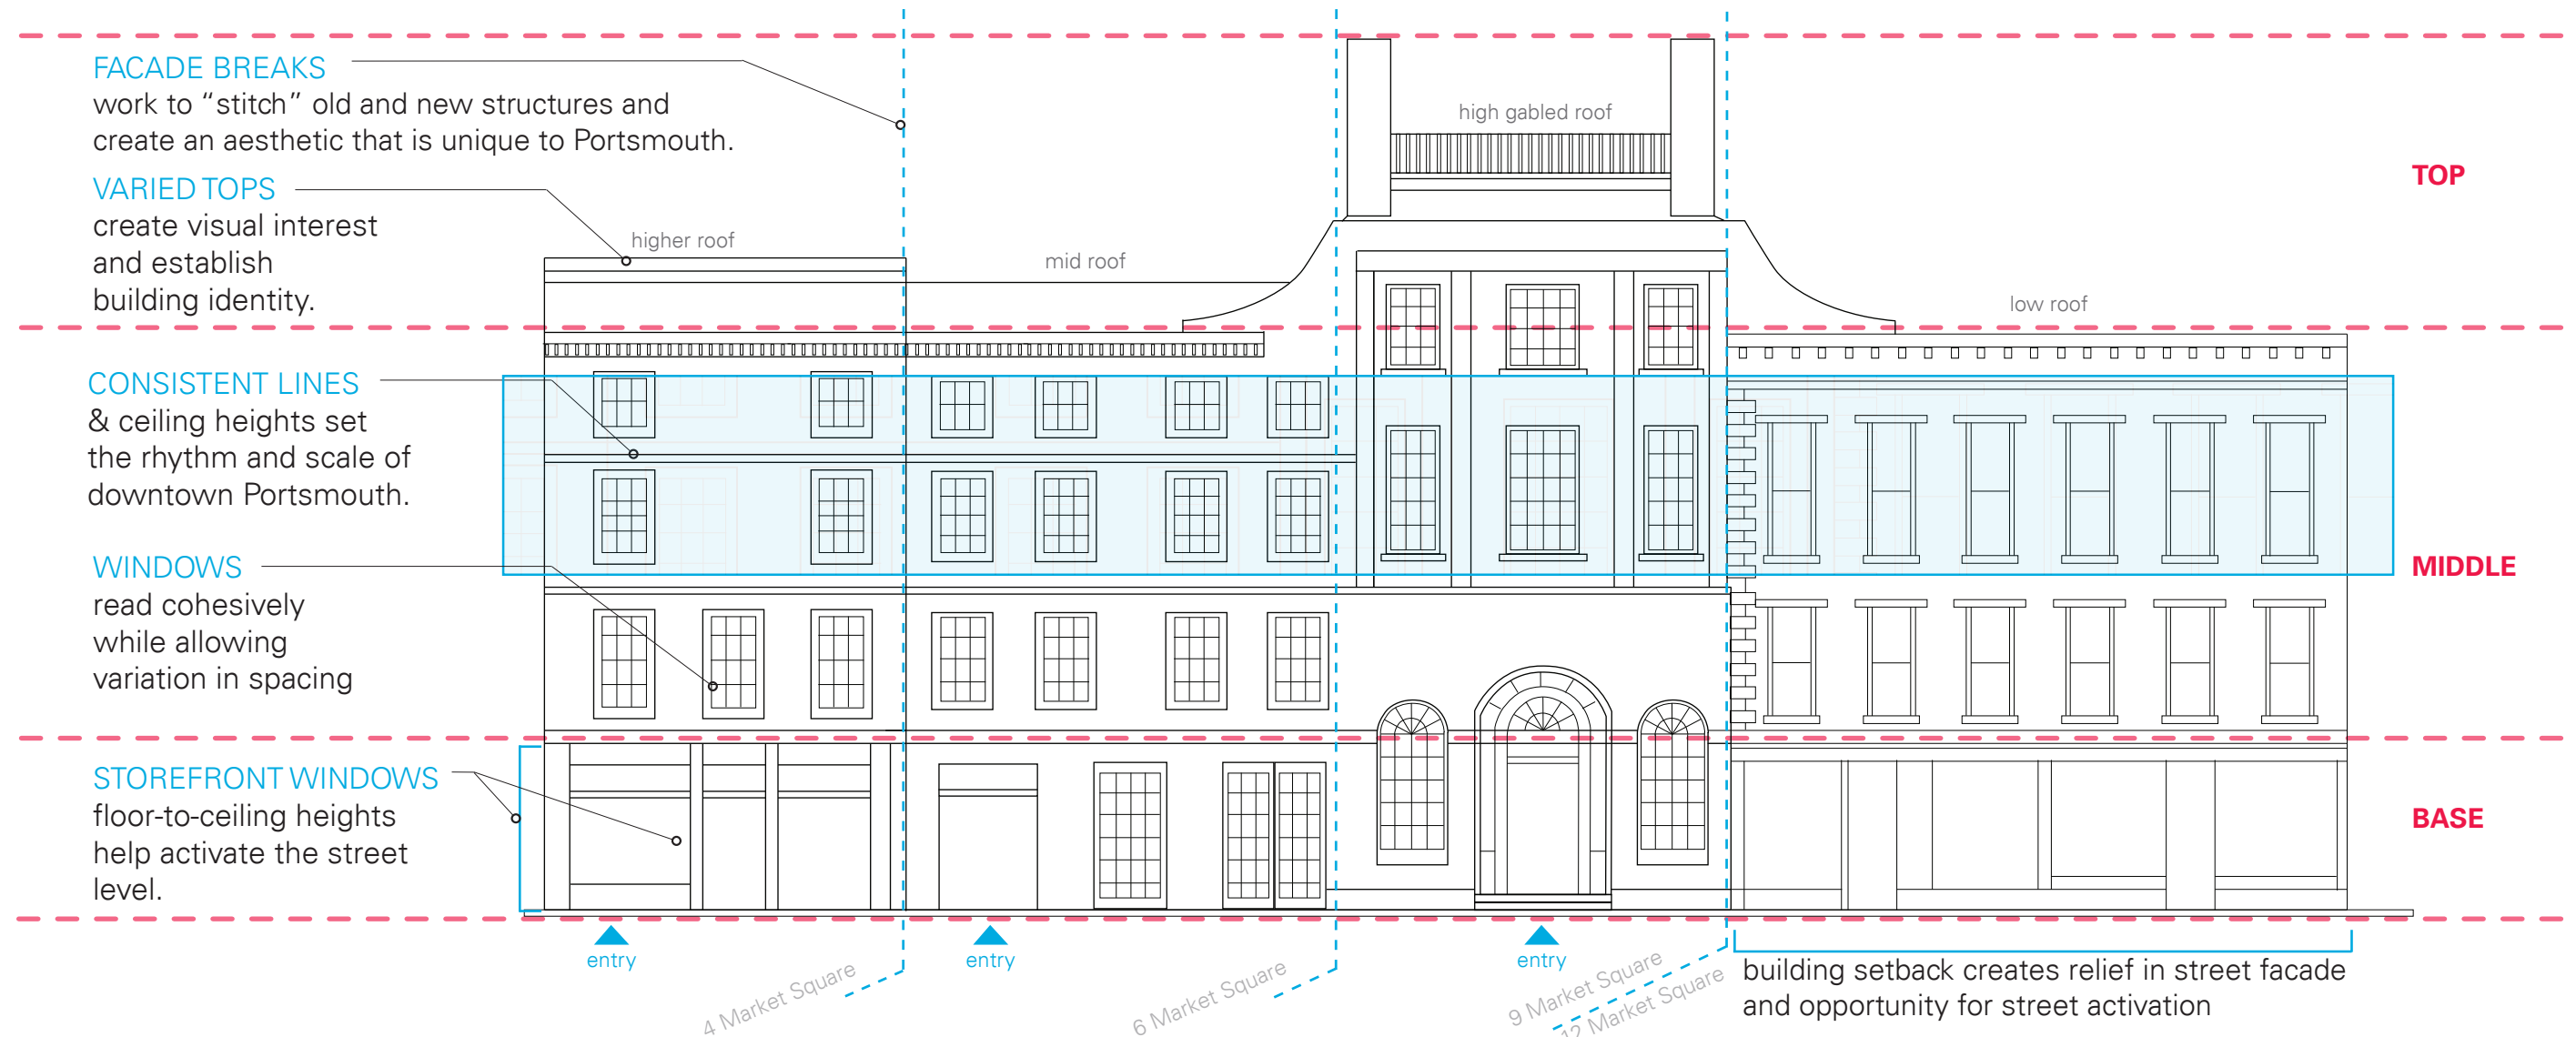 FACADE BREAKS
work to “stitch” old and new structures and
create an aesthetic that is unique to Portsmouth.
VARIED TOPS
create visual interest
and establish
building identity.
CONSISTENT LINES
& ceiling heights set
the rhythm and scale of
downtown Portsmouth.
WINDOWS
read cohesively
while allowing
variation in spacing
STOREFRONT WINDOWS
floor-to-ceiling heights
help activate the street
level.
higher roof
mid roof
high gabled roof
low roof
TOP
MIDDLE
BASE
entry
entry
entry
4 Market Square
6 Market Square
9 Market Square
12 Market Square
building setback creates relief in street facade
and opportunity for street activation